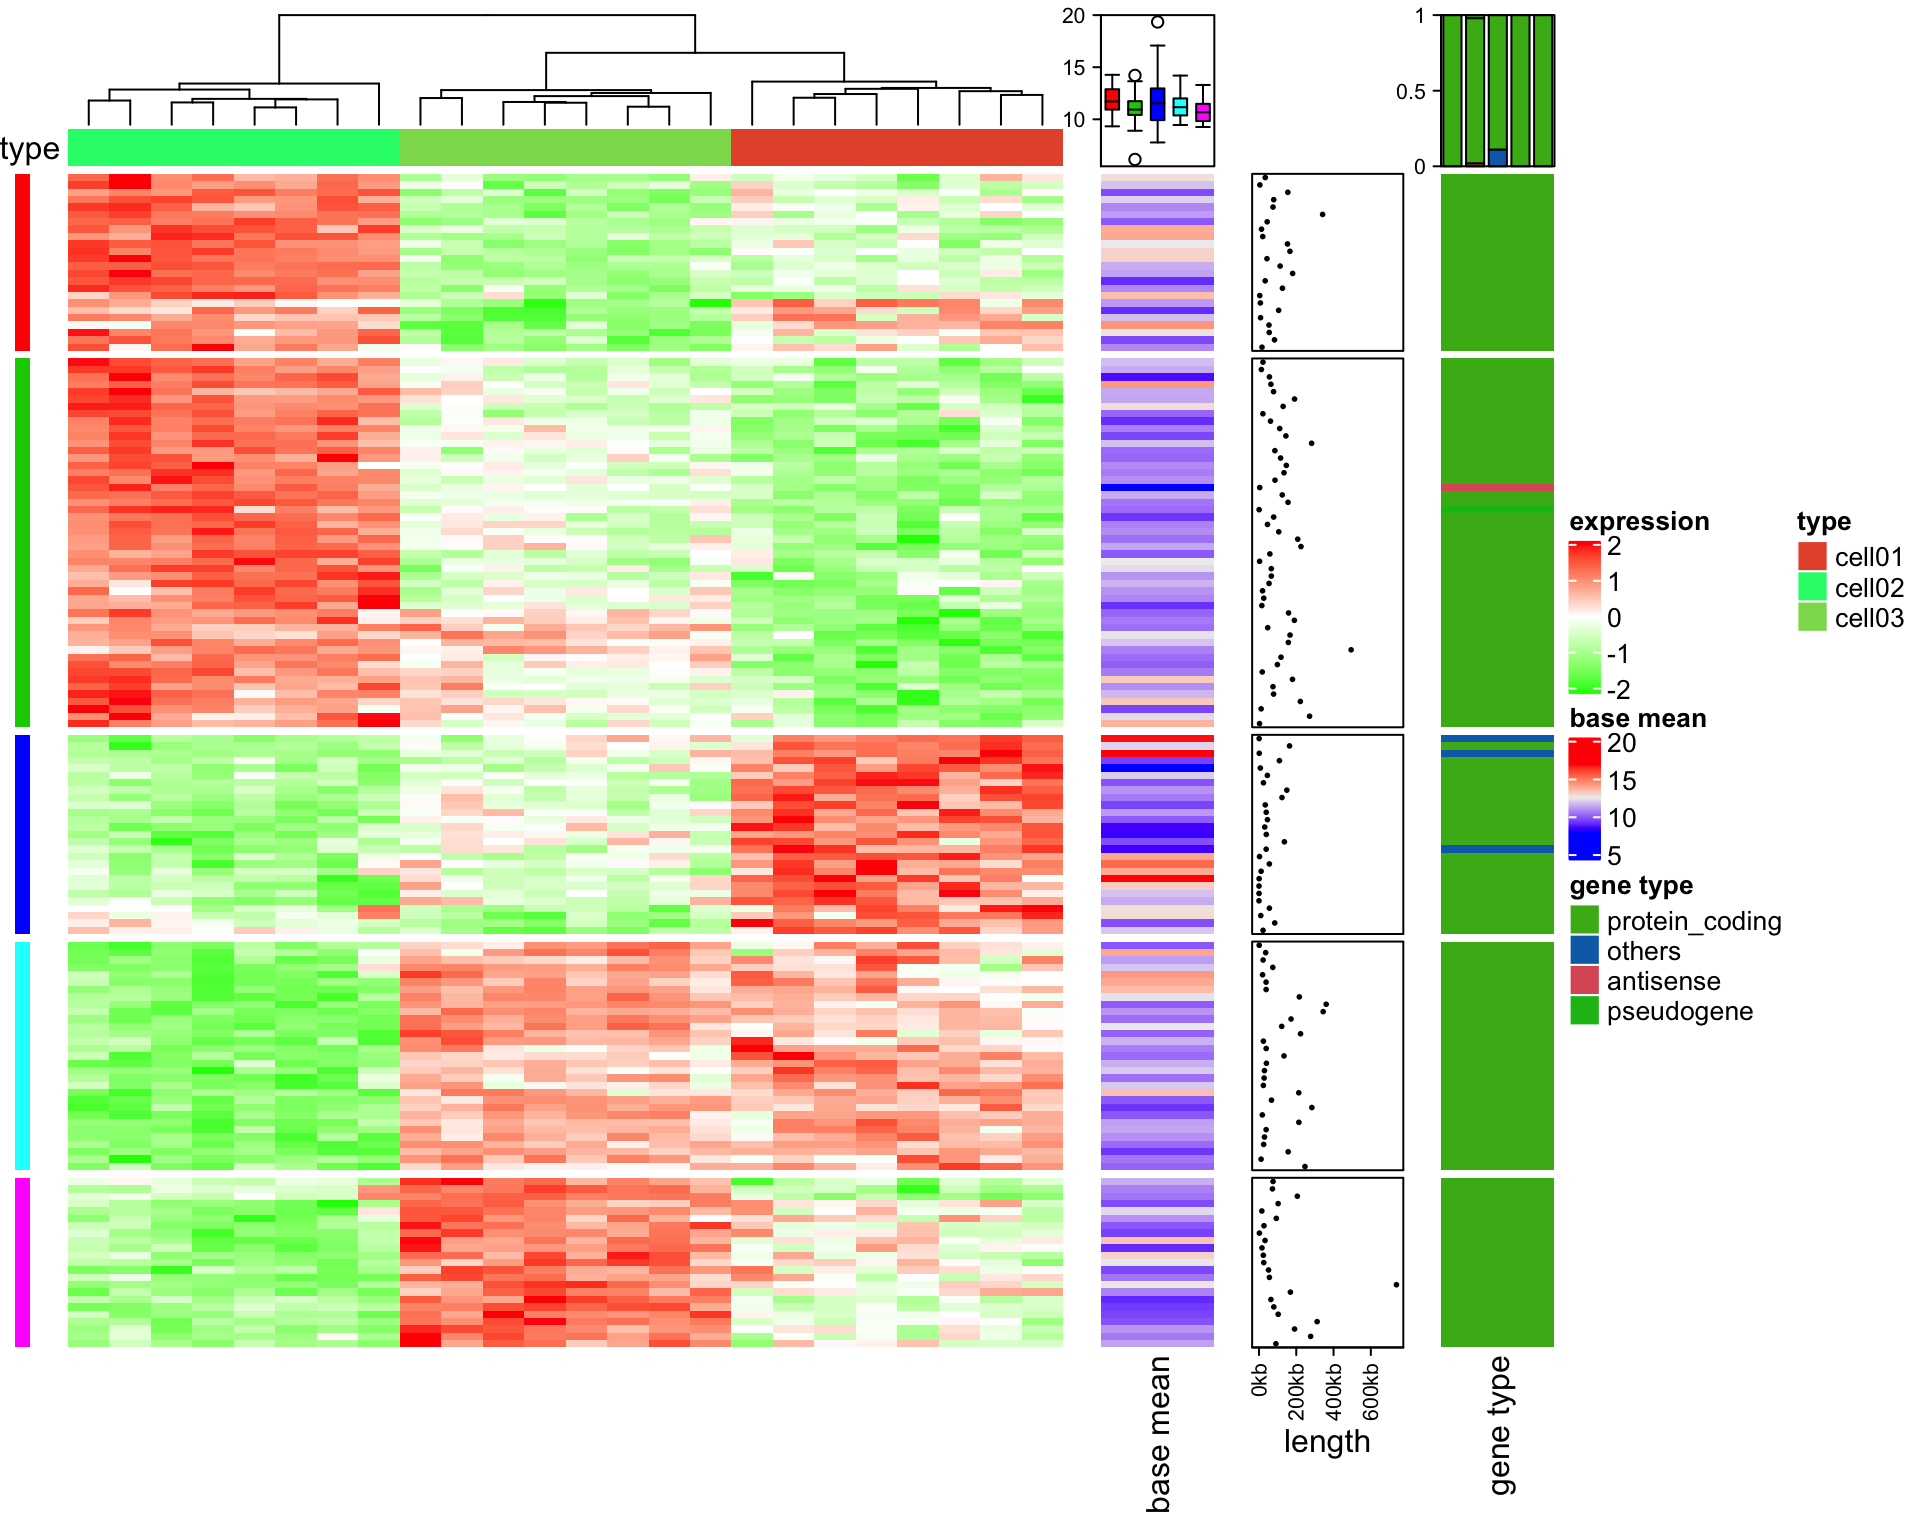 20
15
10
1
0.5
0
type
expression
2
1
0
-1
-2
type
cell01
cell02
cell03
base mean
20
15
10
5
gene type
protein_coding
others
antisense
pseudogene
base mean
0kb
200kb
400kb
600kb
length
gene type